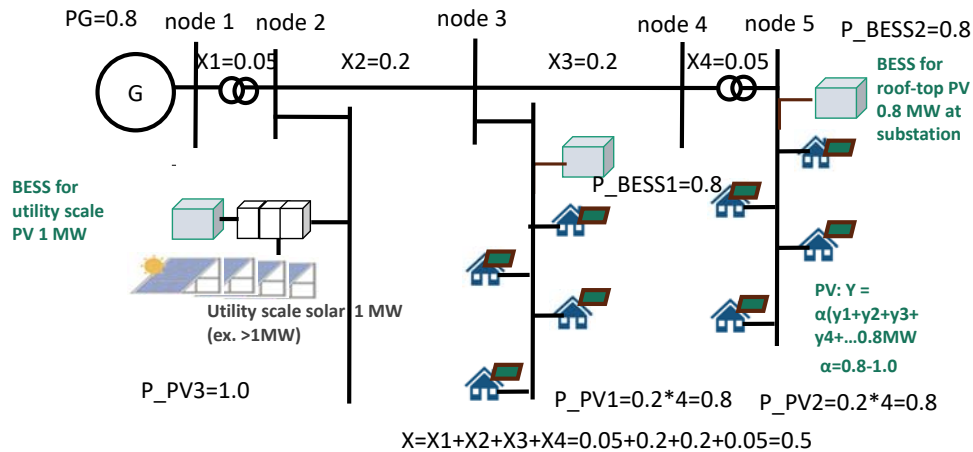 PG=0.8
node 1
node 2
node 3
node 4
node 5
P_BESS2=0.8
X1=0.05
X2=0.2
X3=0.2
X4=0.05
G
BESS for
roof-top PV
0.8 MW at
substation
BESS for
utility scale
PV 1 MW
P_BESS1=0.8
Utility scale solar 1 MW
(ex. >1MW)
PV: Y =
α(y1+y2+y3+
y4+...0.8MW
α=0.8-1.0
P_PV3=1.0
P_PV1=0.2*4=0.8
P_PV2=0.2*4=0.8
X=X1+X2+X3+X4=0.05+0.2+0.2+0.05=0.5